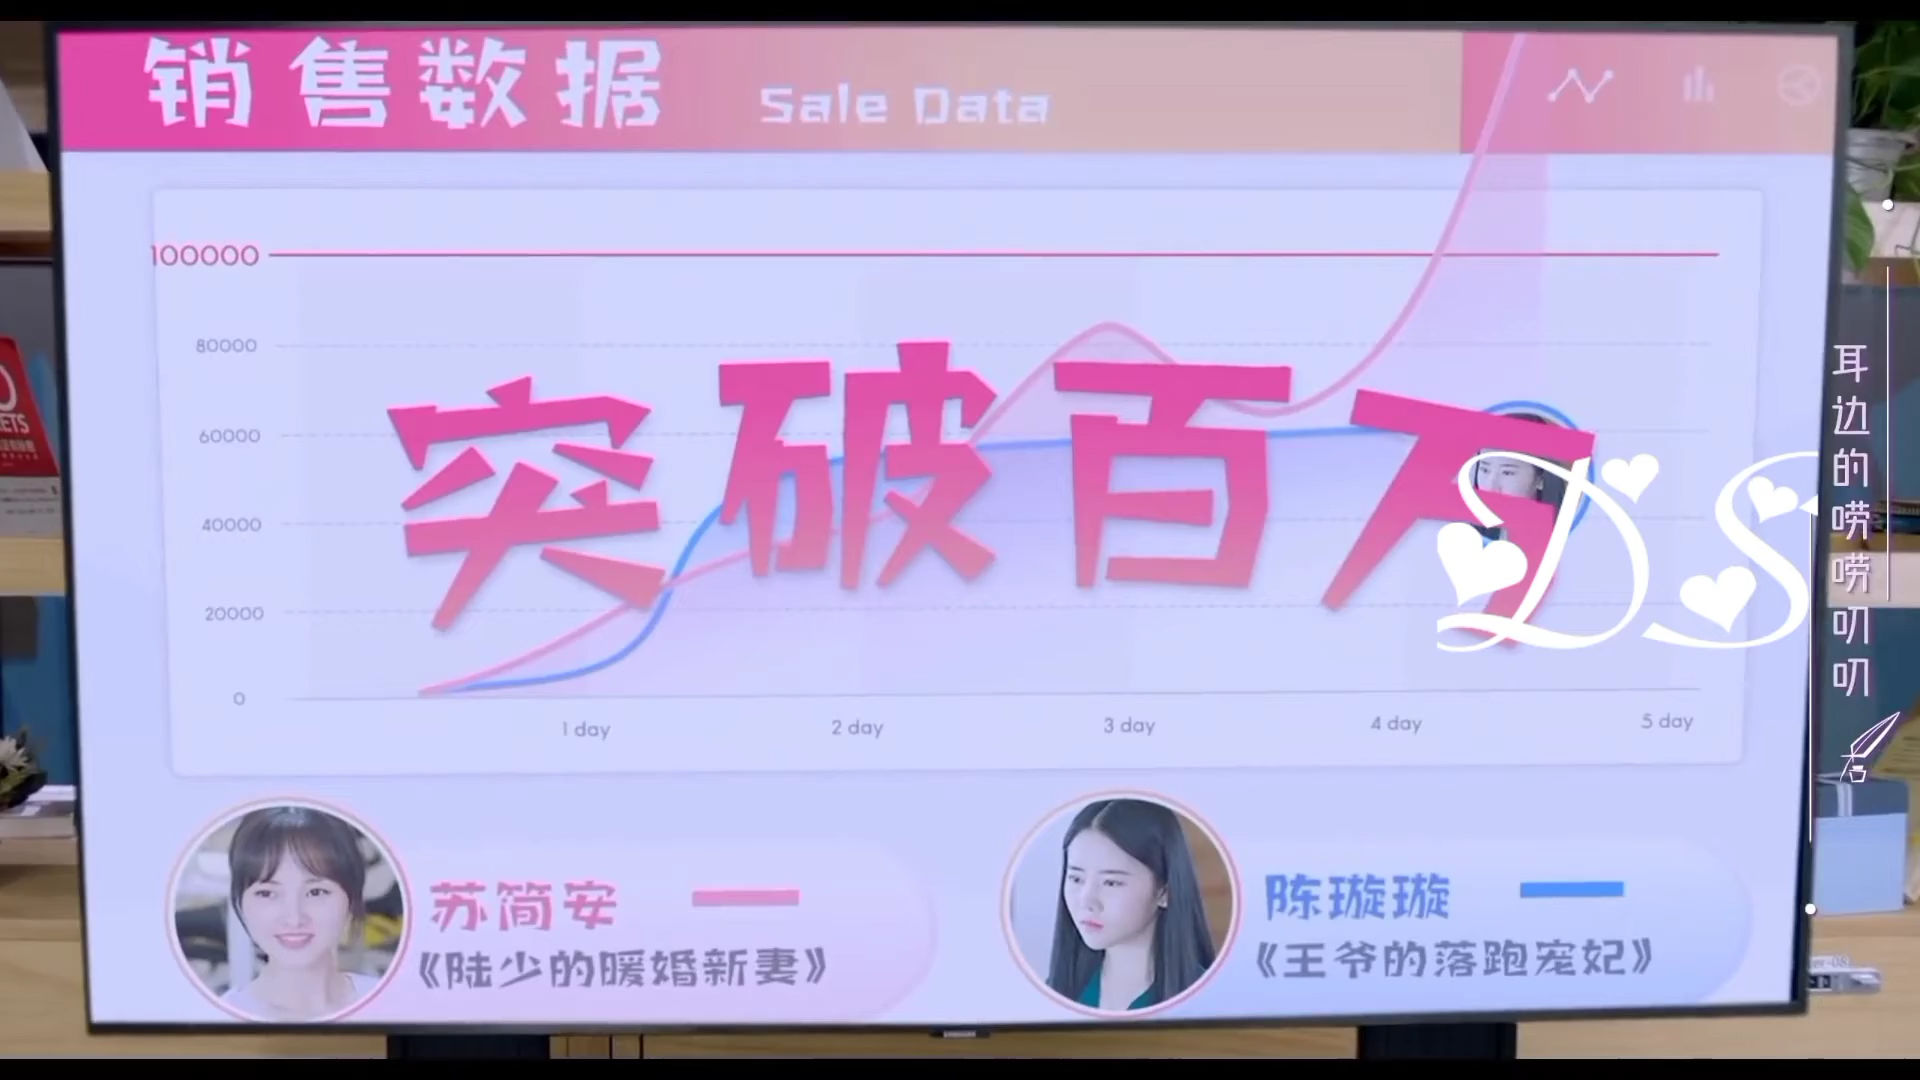 销售数据 Sale Data
100000
80000
60000
40000
20000
0
1 day 2 day 3 day 4 day 5 day
突破百万
DS
耳边的唠唠叨叨
苏简安
《陆少的暖婚新妻》
陈璇璇
《王爷的落跑宠妃》